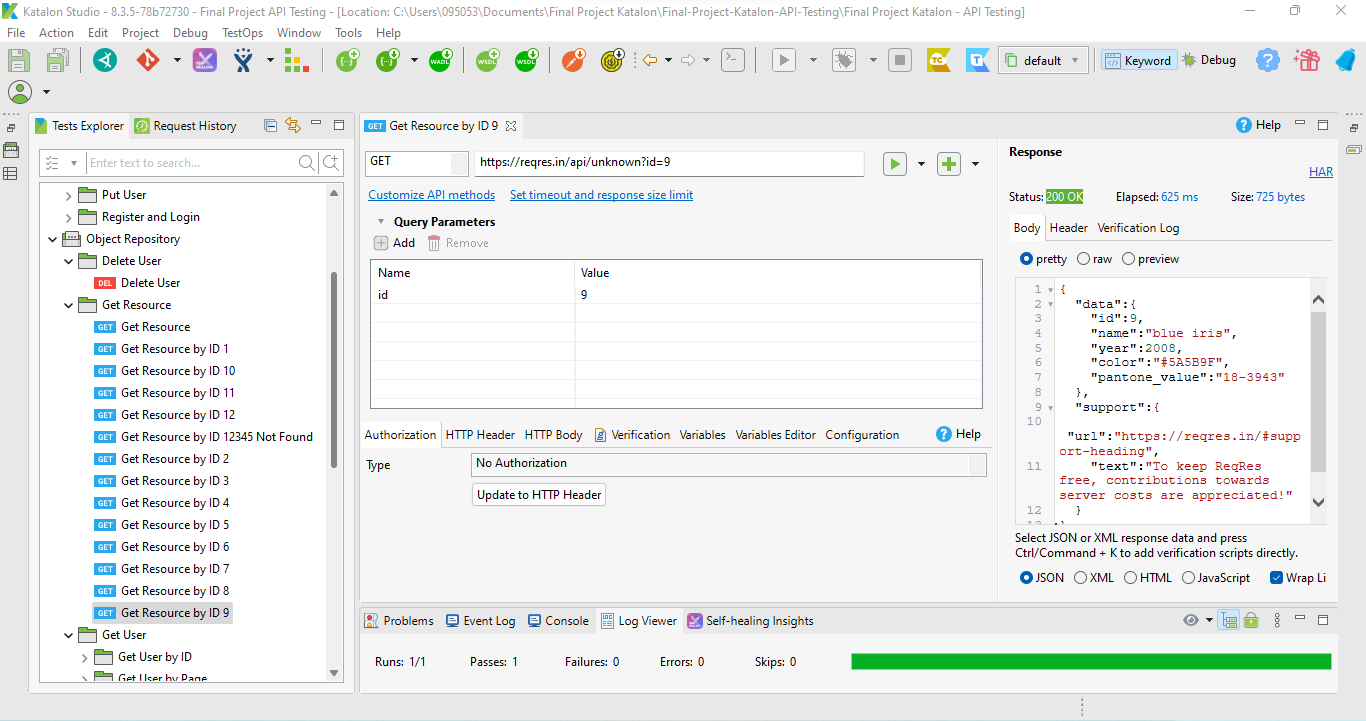 Katalon Studio - 8.3.5-78b72730 - Final Project API Testing - [Location: C:\Users\095053\Documents\Final Project Katalon\Final-Project-Katalon-API-Testing\Final Project Katalon - API Testing]
File Action Edit Project Debug TestOps Window Tools Help
default Keyword Debug
Tests Explorer Request History
Enter text to search...
Put User
Register and Login
Object Repository
Delete User
DEL Delete User
Get Resource
GET Get Resource
GET Get Resource by ID 1
GET Get Resource by ID 10
GET Get Resource by ID 11
GET Get Resource by ID 12
GET Get Resource by ID 12345 Not Found
GET Get Resource by ID 2
GET Get Resource by ID 3
GET Get Resource by ID 4
GET Get Resource by ID 5
GET Get Resource by ID 6
GET Get Resource by ID 7
GET Get Resource by ID 8
GET Get Resource by ID 9
Get User
Get User by ID
Get User by Page
GET Get Resource by ID 9
Help
GET https://reqres.in/api/unknown?id=9
Customize API methods Set timeout and response size limit
Query Parameters
Add Remove
Name Value
id 9
Authorization HTTP Header HTTP Body Verification Variables Variables Editor Configuration Help
Type No Authorization
Update to HTTP Header
Response
HAR
Status: 200 OK Elapsed: 625 ms Size: 725 bytes
Body Header Verification Log
pretty raw preview
1 {
2 "data":{
3 "id":9,
4 "name":"blue iris",
5 "year":2008,
6 "color":"#5A5B9F",
7 "pantone_value":"18-3943"
8 },
9 "support":{
10
"url":"https://reqres.in/#supp
ort-heading",
11 "text":"To keep ReqRes
free, contributions towards
server costs are appreciated!"
12 }
13 }
Select JSON or XML response data and press
Ctrl/Command + K to add verification scripts directly.
JSON XML HTML JavaScript Wrap Li
Problems Event Log Console Log Viewer Self-healing Insights
Runs: 1/1 Passes: 1 Failures: 0 Errors: 0 Skips: 0